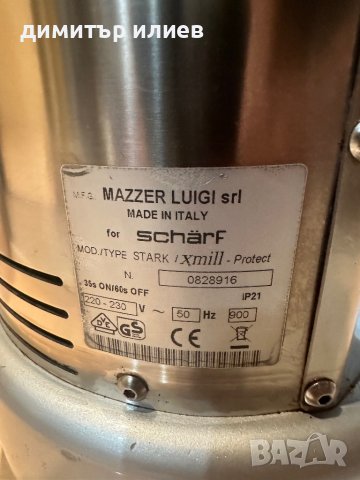 димитър илиев
M.F.G. MAZZER LUIGI srl
MADE IN ITALY
for schärf
MOD./TYPE STARK / xmill - Protect
N. 0828916
35s ON/60s OFF IP21
220 - 230 V ~ 50 Hz 900
GS
CE
BAZAR